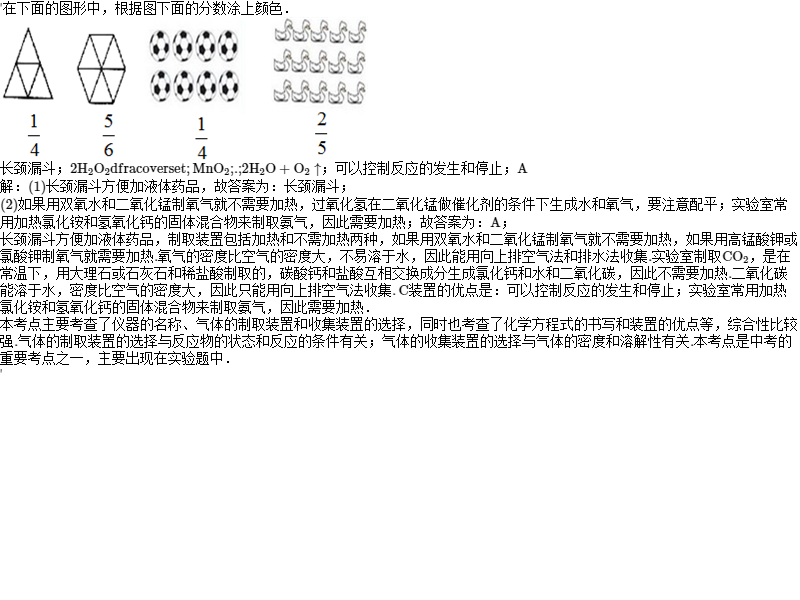 '在下面的图形中，根据图下面的分数涂上颜色．
1/4 5/6 1/4 2/5
长颈漏斗；2H₂O₂dfracoverset; MnO₂;.;2H₂O + O₂ ↑；可以控制反应的发生和停止；A
解：(1)长颈漏斗方便加液体药品，故答案为：长颈漏斗；
(2)如果用双氧水和二氧化锰制氧气就不需要加热，过氧化氢在二氧化锰做催化剂的条件下生成水和氧气，要注意配平；实验室常
用加热氯化铵和氢氧化钙的固体混合物来制取氨气，因此需要加热；故答案为：A；
长颈漏斗方便加液体药品，制取装置包括加热和不需加热两种，如果用双氧水和二氧化锰制氧气就不需要加热，如果用高锰酸钾或
氯酸钾制氧气就需要加热.氧气的密度比空气的密度大，不易溶于水，因此能用向上排空气法和排水法收集.实验室制取CO₂，是在
常温下，用大理石或石灰石和稀盐酸制取的，碳酸钙和盐酸互相交换成分生成氯化钙和水和二氧化碳，因此不需要加热.二氧化碳
能溶于水，密度比空气的密度大，因此只能用向上排空气法收集. C装置的优点是：可以控制反应的发生和停止；实验室常用加热
氯化铵和氢氧化钙的固体混合物来制取氨气，因此需要加热．
本考点主要考查了仪器的名称、气体的制取装置和收集装置的选择，同时也考查了化学方程式的书写和装置的优点等，综合性比较
强.气体的制取装置的选择与反应物的状态和反应的条件有关；气体的收集装置的选择与气体的密度和溶解性有关.本考点是中考的
重要考点之一，主要出现在实验题中．
'